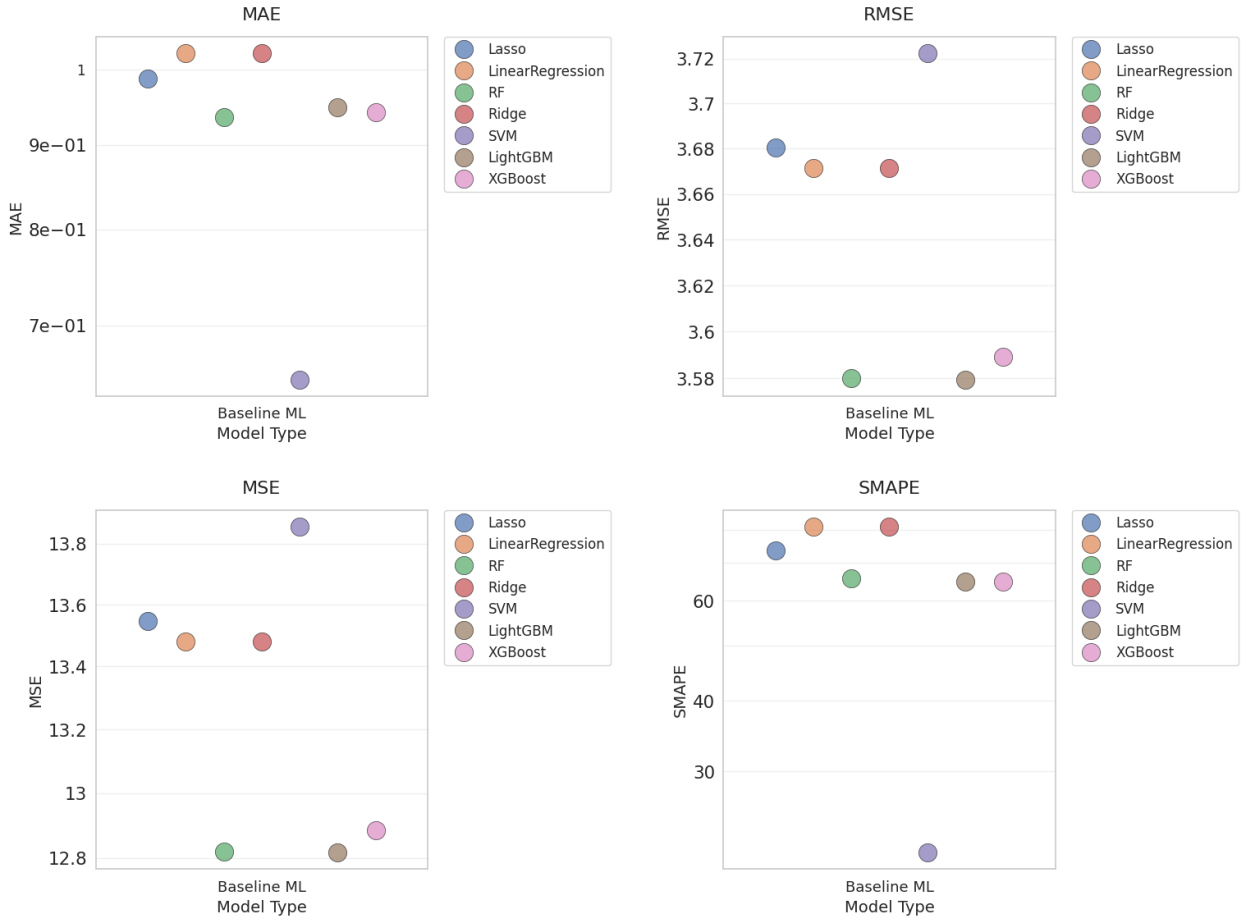 MAE
1
9e−01
8e−01
7e−01
MAE
Baseline ML
Model Type
Lasso
LinearRegression
RF
Ridge
SVM
LightGBM
XGBoost
RMSE
3.72
3.7
3.68
3.66
3.64
3.62
3.6
3.58
RMSE
Baseline ML
Model Type
Lasso
LinearRegression
RF
Ridge
SVM
LightGBM
XGBoost
MSE
13.8
13.6
13.4
13.2
13
12.8
MSE
Baseline ML
Model Type
Lasso
LinearRegression
RF
Ridge
SVM
LightGBM
XGBoost
SMAPE
60
40
30
SMAPE
Baseline ML
Model Type
Lasso
LinearRegression
RF
Ridge
SVM
LightGBM
XGBoost